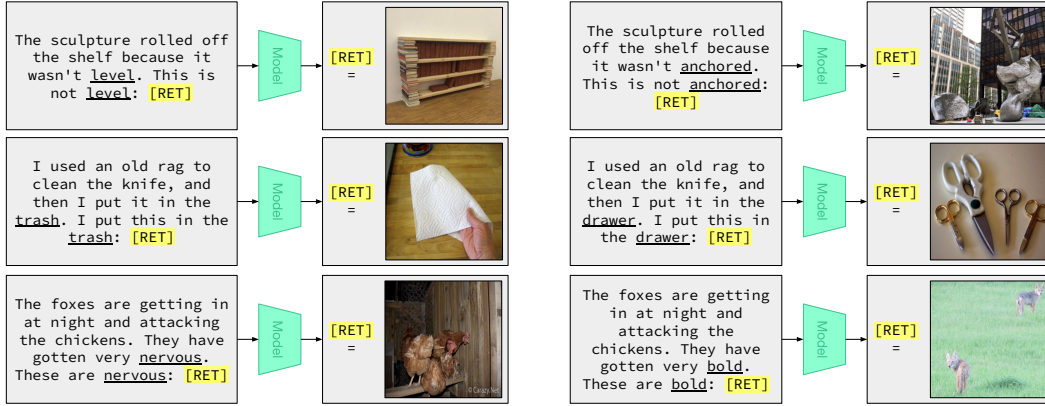 The sculpture rolled off
the shelf because it
wasn't level. This is
not level: [RET]
Model
[RET]
=
The sculpture rolled
off the shelf because
it wasn't anchored.
This is not anchored:
[RET]
Model
[RET]
=
I used an old rag to
clean the knife, and
then I put it in the
trash. I put this in the
trash: [RET]
Model
[RET]
=
I used an old rag to
clean the knife, and
then I put it in the
drawer. I put this in
the drawer: [RET]
Model
[RET]
=
The foxes are getting in
at night and attacking
the chickens. They have
gotten very nervous.
These are nervous: [RET]
Model
[RET]
=
© Carazy.Net
The foxes are getting
in at night and
attacking the
chickens. They have
gotten very bold.
These are bold: [RET]
Model
[RET]
=